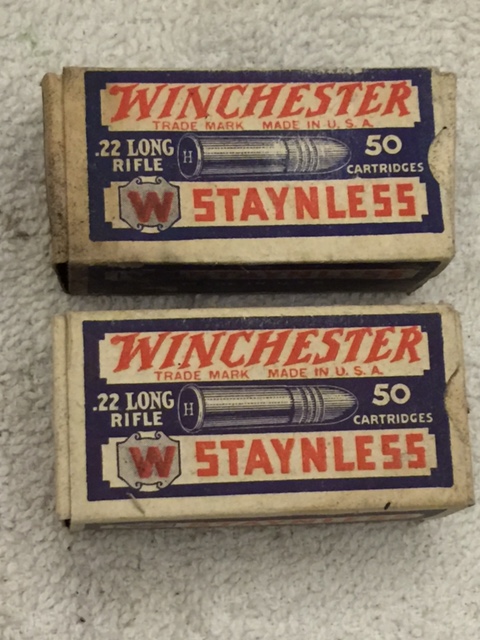 WINCHESTER
TRADE MARK MADE IN U. S. A.
.22 LONG RIFLE
H
50 CARTRIDGES
W STAYNLESS
WINCHESTER
TRADE MARK MADE IN U. S. A.
.22 LONG RIFLE
H
50 CARTRIDGES
W STAYNLESS